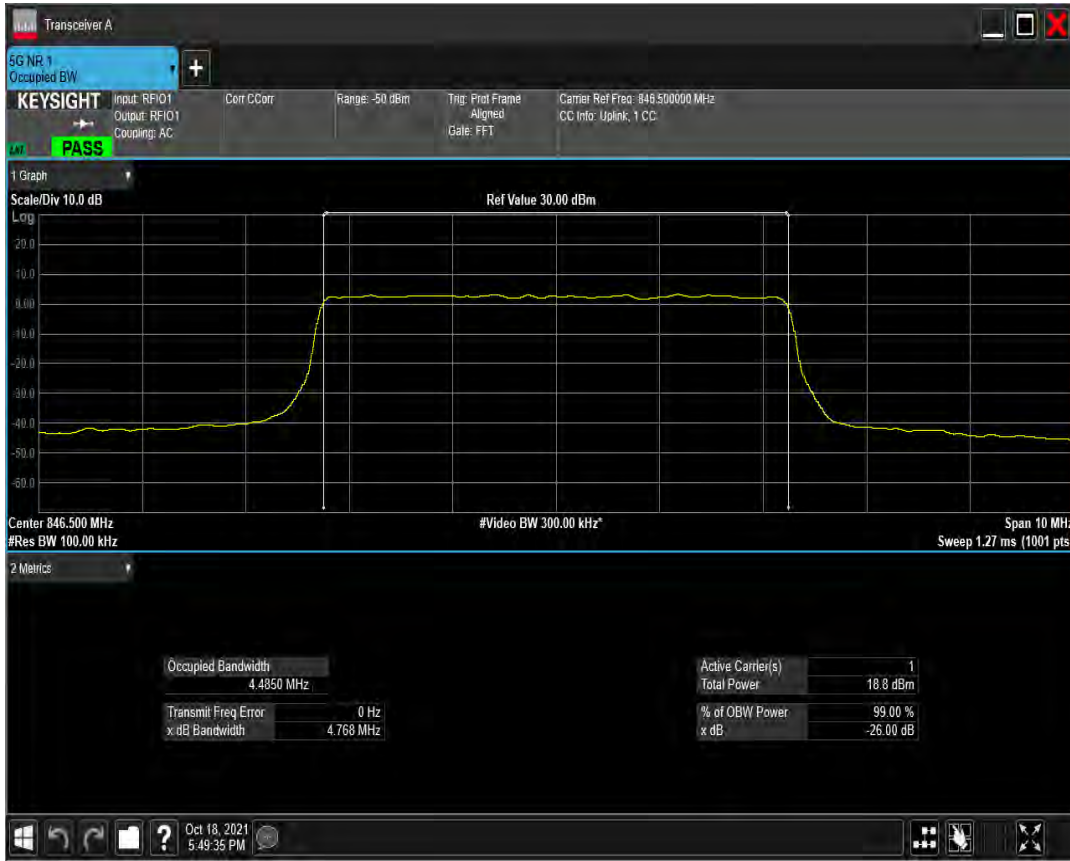 Transceiver A
5G NR 1
Occupied BW
+
KEYSIGHT
Input: RFIO1
Output: RFIO1
Coupling: AC
Corr CCorr
Range: -50 dBm
Trig: Prot Frame
Aligned
Gate: FFT
Carrier Ref Freq: 846.500000 MHz
CC Info: Uplink, 1 CC
PASS
1 Graph
Scale/Div 10.0 dB
Ref Value 30.00 dBm
Log
20.0
10.0
0.00
-10.0
-20.0
-30.0
-40.0
-50.0
-60.0
Center 846.500 MHz
#Video BW 300.00 kHz*
Span 10 MHz
#Res BW 100.00 kHz
Sweep 1.27 ms (1001 pts
2 Metrics
Occupied Bandwidth
4.4850 MHz
Transmit Freq Error 0 Hz
x dB Bandwidth 4.768 MHz
Active Carrier(s) 1
Total Power 18.8 dBm
% of OBW Power 99.00 %
x dB -26.00 dB
?
Oct 18, 2021
5:49:35 PM